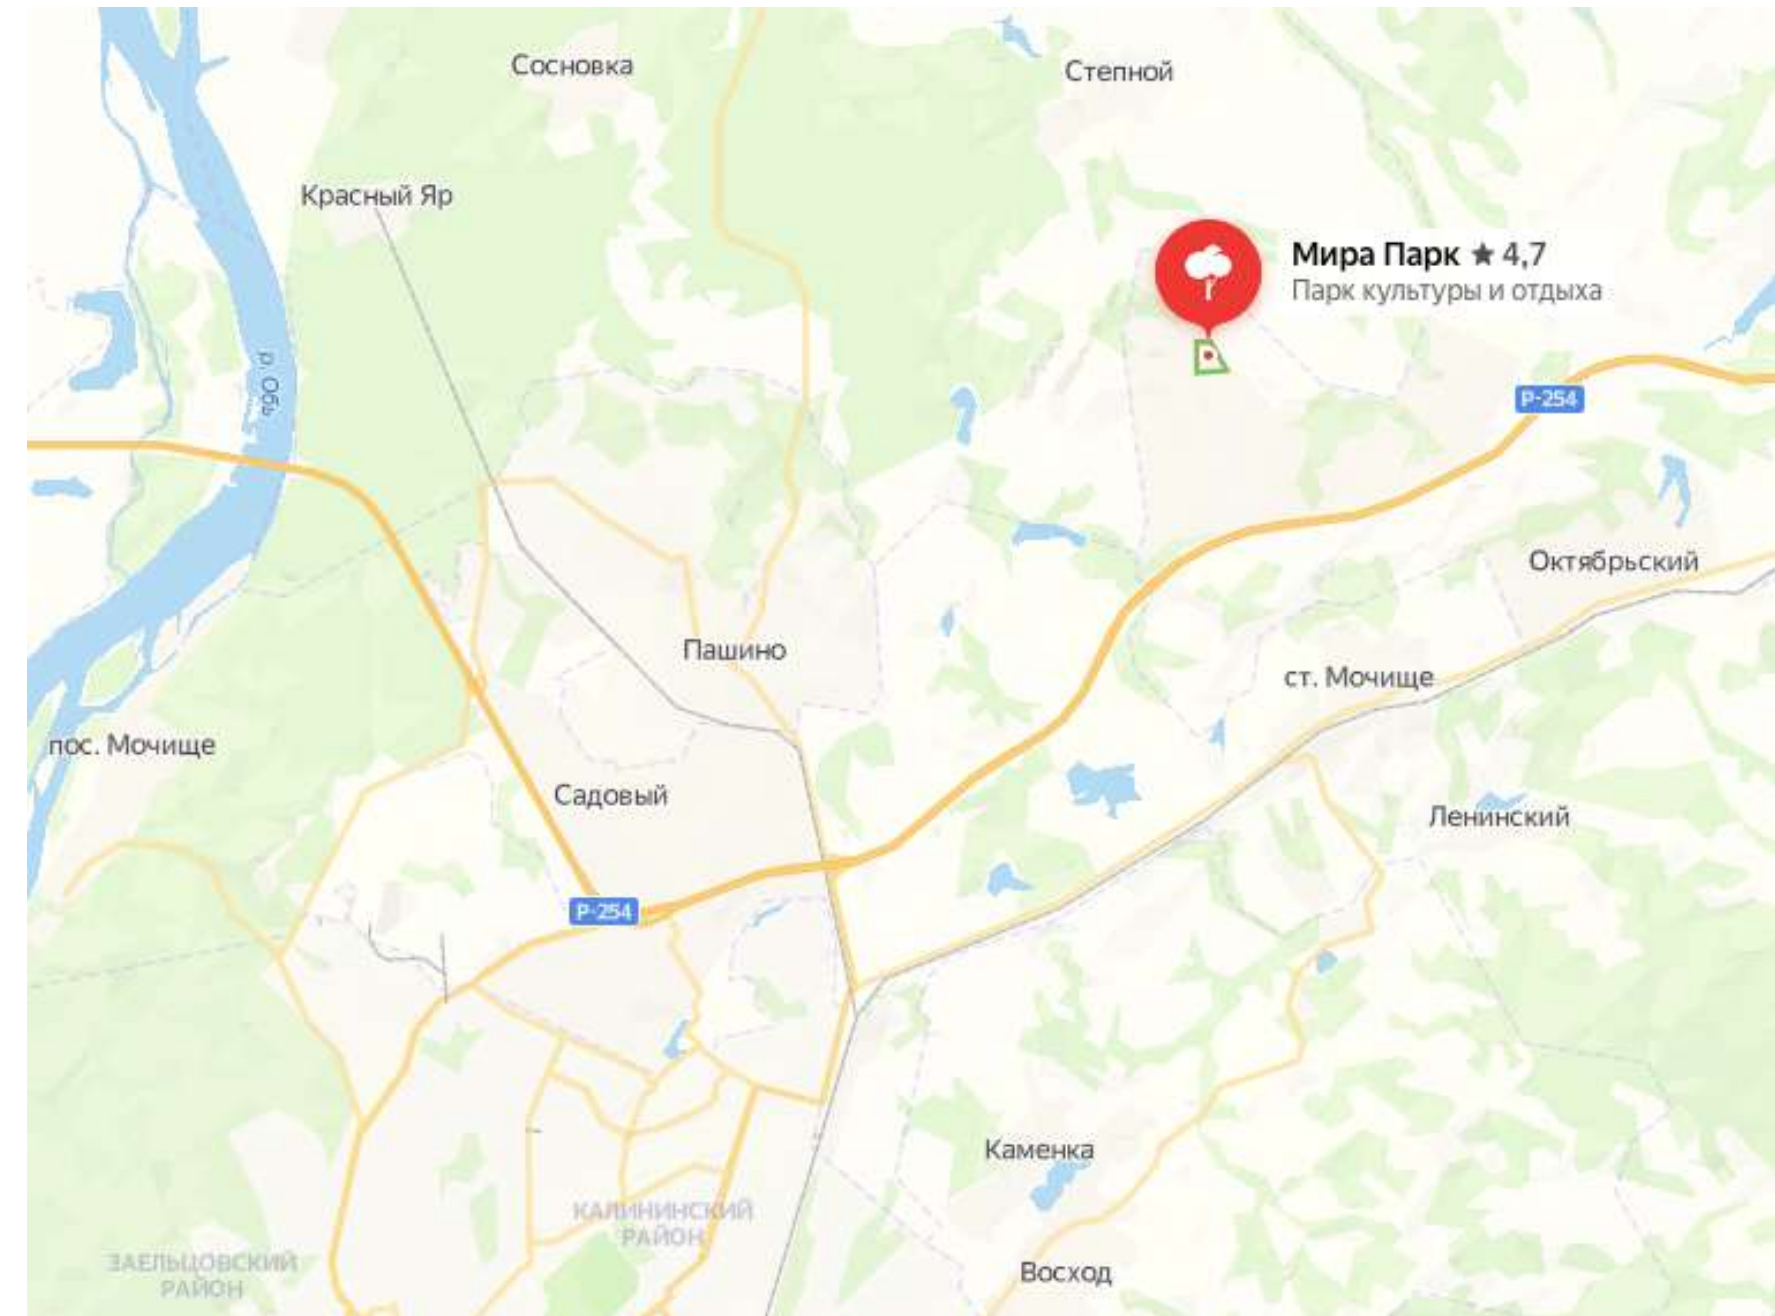 Сосновка
Степной
Красный Яр
Мира Парк ★ 4,7
Парк культуры и отдыха
р. Обь
Р-254
Октябрьский
Пашино
ст. Мочище
пос. Мочище
Садовый
Ленинский
Р-254
Каменка
КАЛИНИНСКИЙ
РАЙОН
ЗАЕЛЬЦОВСКИЙ
РАЙОН
Восход